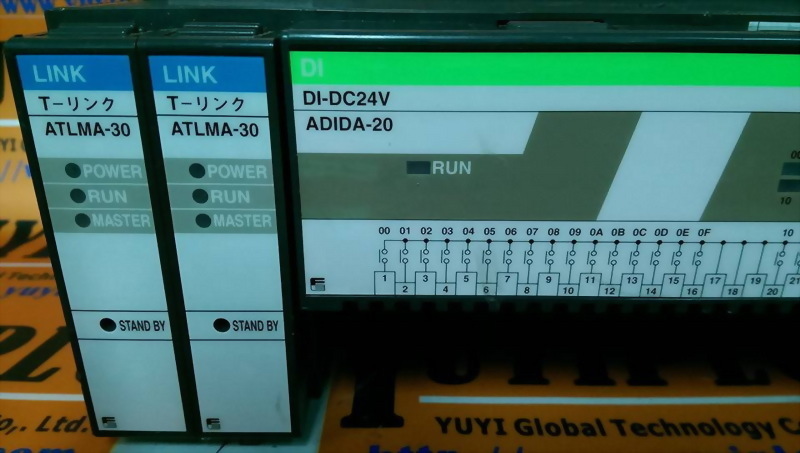 LINK
T-リンク
ATLMA-30
POWER
RUN
MASTER
STAND BY
LINK
T-リンク
ATLMA-30
POWER
RUN
MASTER
STAND BY
DI
DI-DC24V
ADIDA-20
RUN
10
00 01 02 03 04 05 06 07 08 09 0A 0B 0C 0D 0E 0F 10
1 3 5 7 9 11 13 15 17 19 21
2 4 6 8 10 12 14 16 18 20
YUYI Global Technology
o,. Ltd.